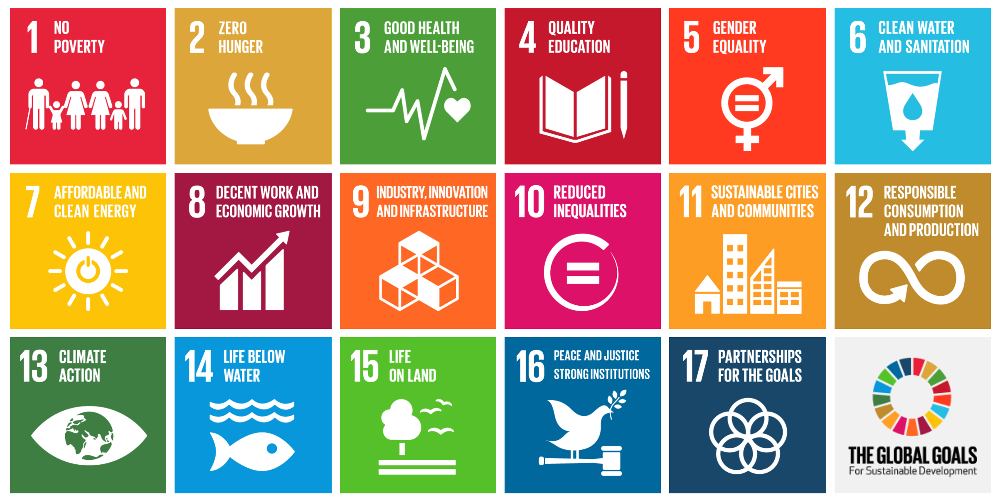 1 NO
POVERTY
2 ZERO
HUNGER
3 GOOD HEALTH
AND WELL-BEING
4 QUALITY
EDUCATION
5 GENDER
EQUALITY
6 CLEAN WATER
AND SANITATION
7 AFFORDABLE AND
CLEAN ENERGY
8 DECENT WORK AND
ECONOMIC GROWTH
9 INDUSTRY, INNOVATION
AND INFRASTRUCTURE
10 REDUCED
INEQUALITIES
11 SUSTAINABLE CITIES
AND COMMUNITIES
12 RESPONSIBLE
CONSUMPTION
AND PRODUCTION
13 CLIMATE
ACTION
14 LIFE BELOW
WATER
15 LIFE
ON LAND
16 PEACE AND JUSTICE
STRONG INSTITUTIONS
17 PARTNERSHIPS
FOR THE GOALS
THE GLOBAL GOALS
For Sustainable Development